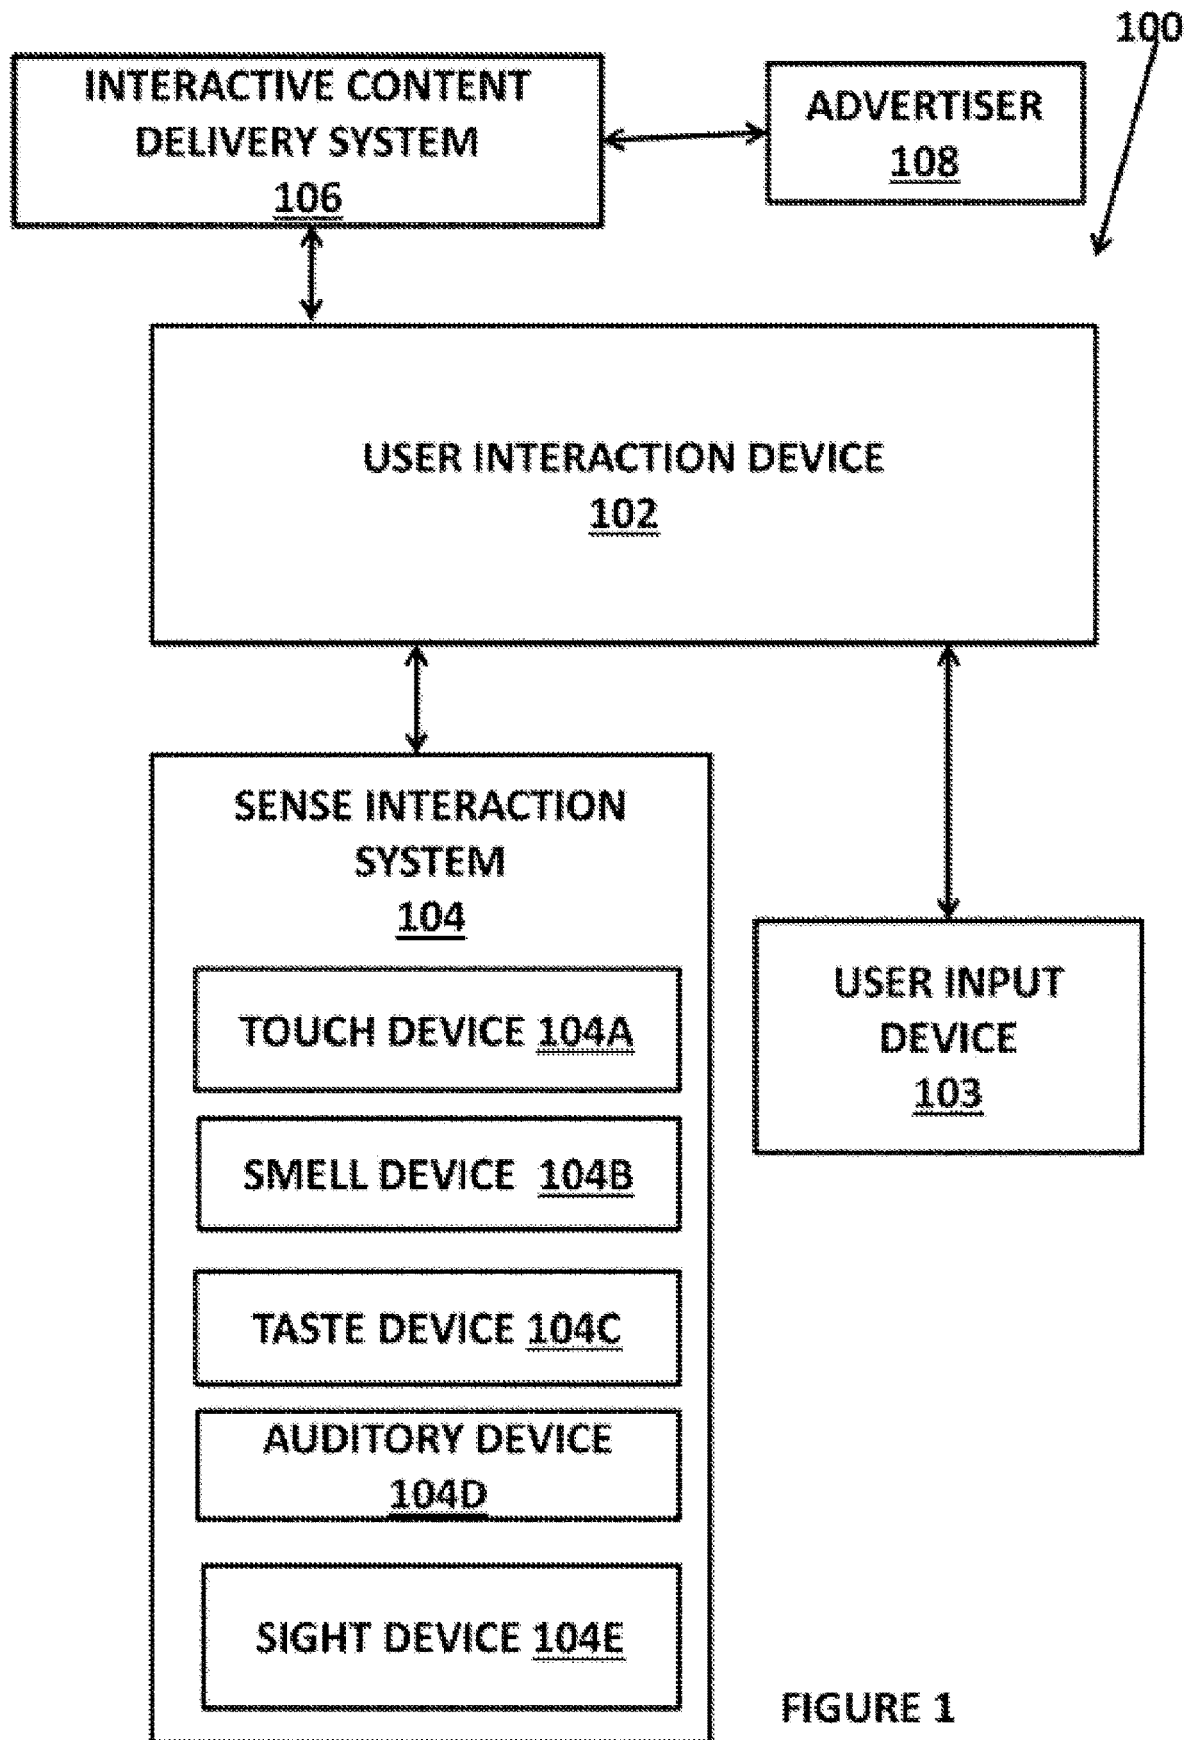 100
INTERACTIVE CONTENT
DELIVERY SYSTEM
106
ADVERTISER
108
USER INTERACTION DEVICE
102
SENSE INTERACTION
SYSTEM
104
TOUCH DEVICE 104A
SMELL DEVICE 104B
TASTE DEVICE 104C
AUDITORY DEVICE
104D
SIGHT DEVICE 104E
USER INPUT
DEVICE
103
FIGURE 1